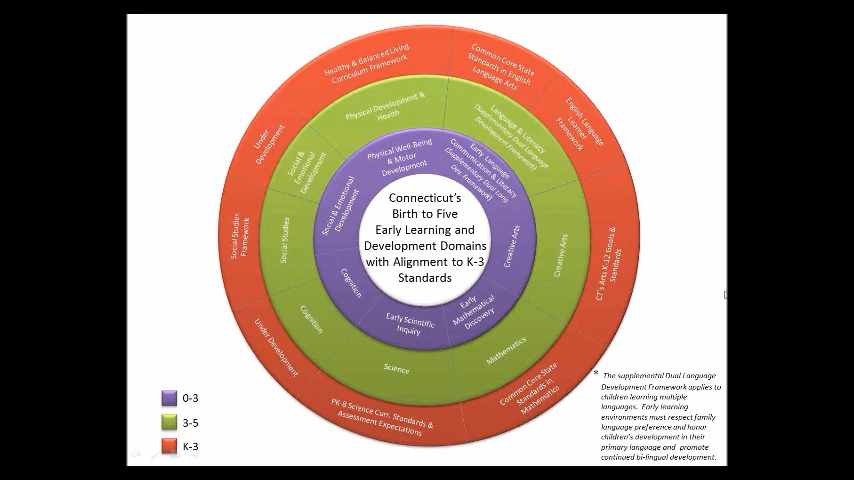 Connecticut's
Birth to Five
Early Learning and
Development Domains
with Alignment to K-3
Standards
Physical Well-Being
& Motor
Development
Early Language
Communication & Literacy
(Supplementary Dual Lang.
Dev. Framework)
Creative Arts
Early
Mathematical
Discovery
Early Scientific
Inquiry
Cognition
Social & Emotional
Development
Physical Development &
Health
Language & Literacy
(Supplementary Dual Language
Development Framework)
Creative Arts
Mathematics
Science
Cognition
Social Studies
Social &
Emotional
Development
Healthy & Balanced Living
Curriculum Framework
Common Core State
Standards in English
Language Arts
English Language
Learner
Framework
CT's Arts K-12 Goals &
Standards
Common Core State
Standards in
Mathematics
PK-8 Science Curr. Standards &
Assessment Expectations
Under Development
Social Studies
Framework
Under
Development
0-3
3-5
K-3
* The supplemental Dual Language
Development Framework applies to
children learning multiple
languages. Early learning
environments must respect family
language preference and honor
children's development in their
primary language and promote
continued bi-lingual development.